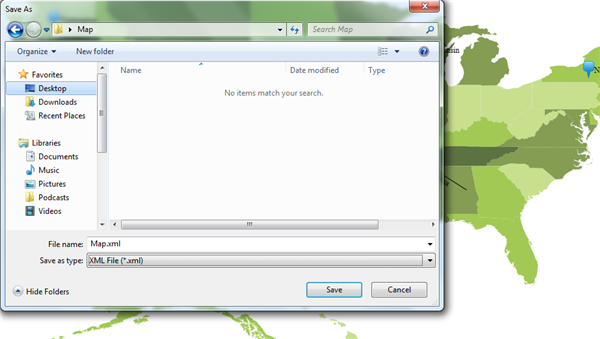 Save As
Map
Search Map
Organize
New folder
Favorites
Desktop
Downloads
Recent Places
Libraries
Documents
Music
Pictures
Podcasts
Videos
Name
Date modified
Type
No items match your search.
File name:
Map.xml
Save as type:
XML File (*.xml)
Hide Folders
Save
Cancel